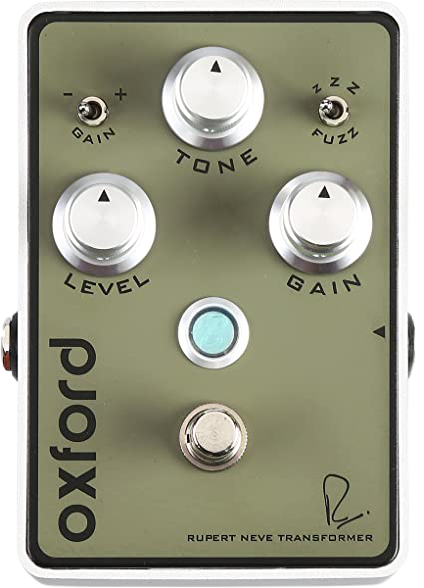 - +
GAIN
Z Z Z
FUZZ
TONE
LEVEL
GAIN
oxford
R.
RUPERT NEVE TRANSFORMER